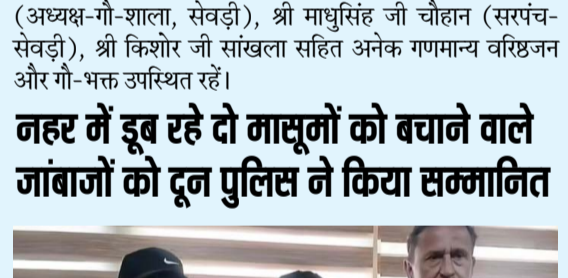 (अध्यक्ष-गौ-शाला, सेवड़ी), श्री माधुसिंह जी चौहान (सरपंच-
सेवड़ी), श्री किशोर जी सांखला सहित अनेक गणमान्य वरिष्ठजन
और गौ-भक्त उपस्थित रहें।
नहर में डूब रहे दो मासूमों को बचाने वाले
जांबाजों को दून पुलिस ने किया सम्मानित